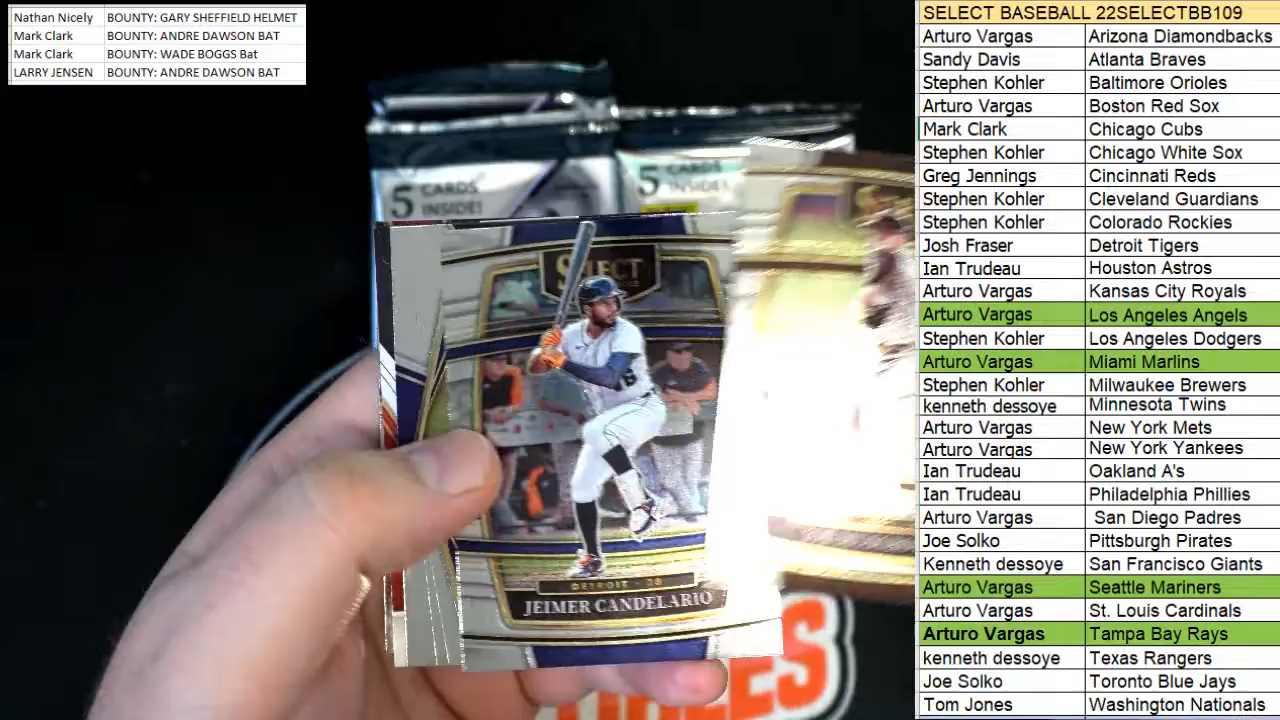 Nathan Nicely BOUNTY: GARY SHEFFIELD HELMET
Mark Clark BOUNTY: ANDRE DAWSON BAT
Mark Clark BOUNTY: WADE BOGGS Bat
LARRY JENSEN BOUNTY: ANDRE DAWSON BAT
SELECT BASEBALL 22SELECTBB109
Arturo Vargas Arizona Diamondbacks
Sandy Davis Atlanta Braves
Stephen Kohler Baltimore Orioles
Arturo Vargas Boston Red Sox
Mark Clark Chicago Cubs
Stephen Kohler Chicago White Sox
Greg Jennings Cincinnati Reds
Stephen Kohler Cleveland Guardians
Stephen Kohler Colorado Rockies
Josh Fraser Detroit Tigers
Ian Trudeau Houston Astros
Arturo Vargas Kansas City Royals
Arturo Vargas Los Angeles Angels
Stephen Kohler Los Angeles Dodgers
Arturo Vargas Miami Marlins
Stephen Kohler Milwaukee Brewers
kenneth dessoye Minnesota Twins
Arturo Vargas New York Mets
Arturo Vargas New York Yankees
Ian Trudeau Oakland A's
Ian Trudeau Philadelphia Phillies
Arturo Vargas San Diego Padres
Joe Solko Pittsburgh Pirates
Kenneth dessoye San Francisco Giants
Arturo Vargas Seattle Mariners
Arturo Vargas St. Louis Cardinals
Arturo Vargas Tampa Bay Rays
kenneth dessoye Texas Rangers
Joe Solko Toronto Blue Jays
Tom Jones Washington Nationals
5 CARDS INSIDE!
5 CARDS INSIDE!
SELECT
DETROIT - 3B
JEIMER CANDELARIO